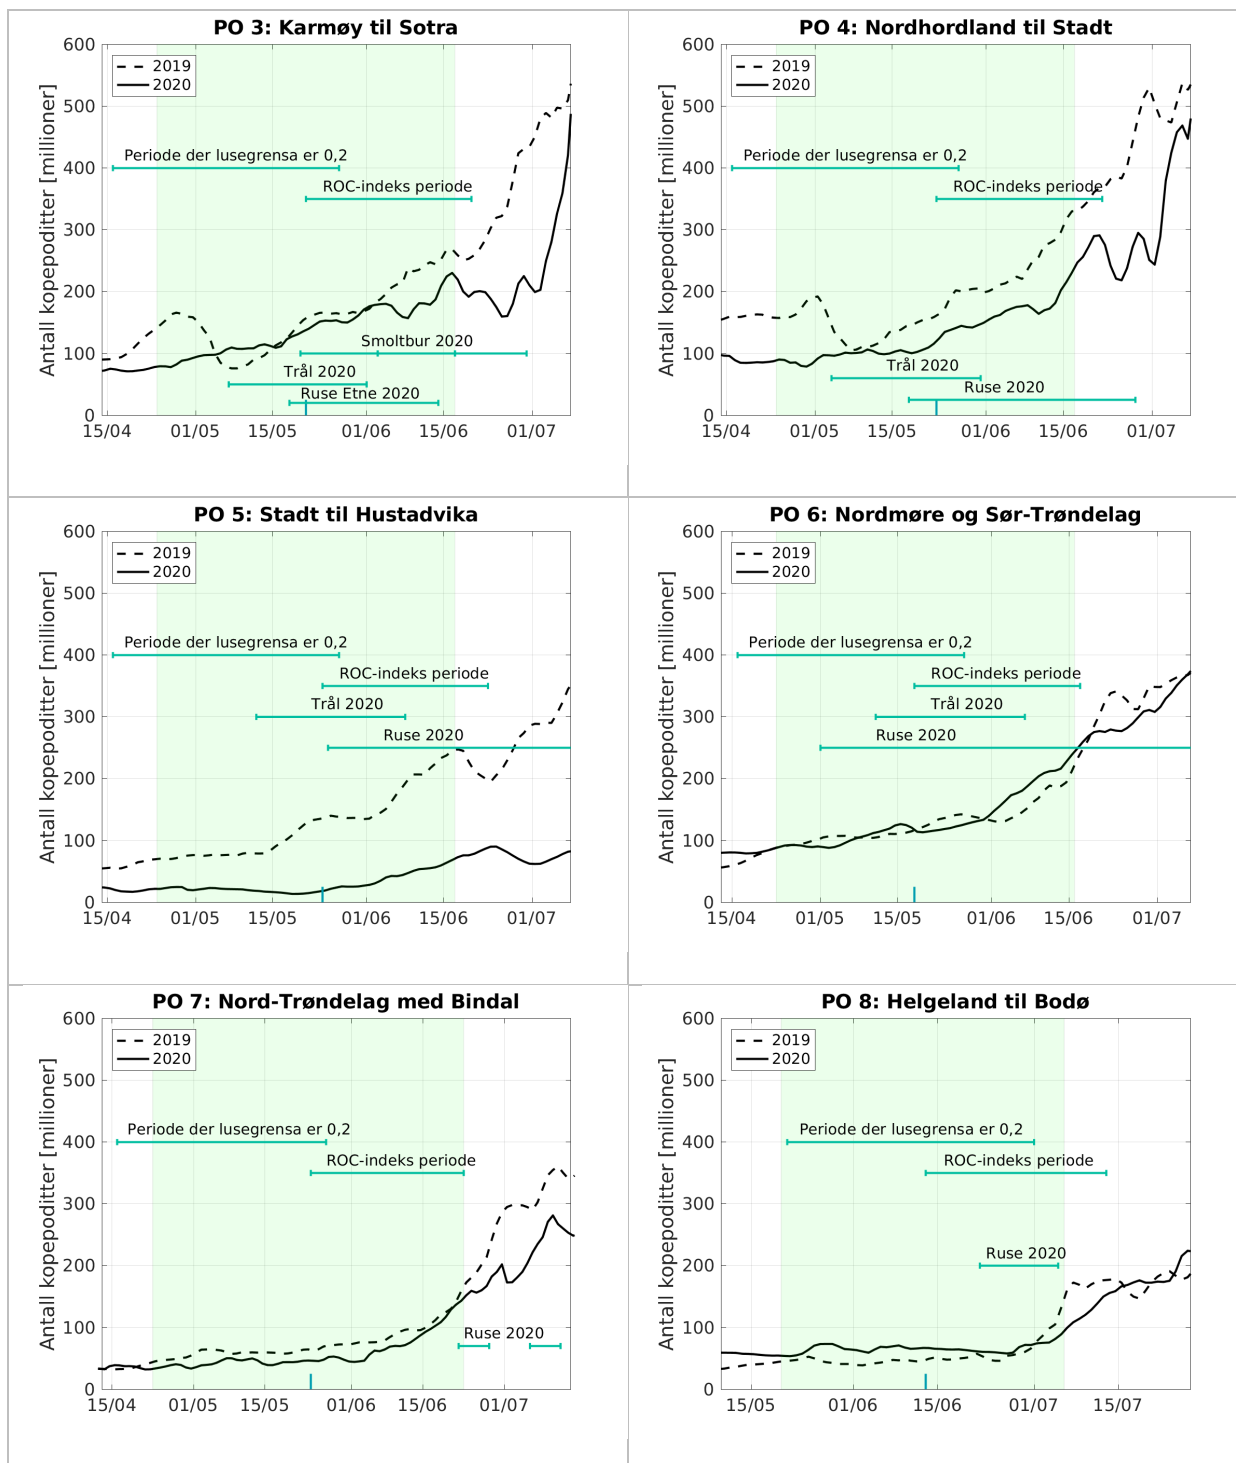 PO 3: Karmøy til Sotra
600
500
400
300
200
100
0
Antall kopepoditter [millioner]
2019
2020
Periode der lusegrensa er 0,2
ROC-indeks periode
Smoltbur 2020
Trål 2020
Ruse Etne 2020
15/04 01/05 15/05 01/06 15/06 01/07
PO 4: Nordhordland til Stadt
600
500
400
300
200
100
0
Antall kopepoditter [millioner]
2019
2020
Periode der lusegrensa er 0,2
ROC-indeks periode
Trål 2020
Ruse 2020
15/04 01/05 15/05 01/06 15/06 01/07
PO 5: Stadt til Hustadvika
600
500
400
300
200
100
0
Antall kopepoditter [millioner]
2019
2020
Periode der lusegrensa er 0,2
ROC-indeks periode
Trål 2020
Ruse 2020
15/04 01/05 15/05 01/06 15/06 01/07
PO 6: Nordmøre og Sør-Trøndelag
600
500
400
300
200
100
0
Antall kopepoditter [millioner]
2019
2020
Periode der lusegrensa er 0,2
ROC-indeks periode
Trål 2020
Ruse 2020
15/04 01/05 15/05 01/06 15/06 01/07
PO 7: Nord-Trøndelag med Bindal
600
500
400
300
200
100
0
Antall kopepoditter [millioner]
2019
2020
Periode der lusegrensa er 0,2
ROC-indeks periode
Ruse 2020
15/04 01/05 15/05 01/06 15/06 01/07
PO 8: Helgeland til Bodø
600
500
400
300
200
100
0
Antall kopepoditter [millioner]
2019
2020
Periode der lusegrensa er 0,2
ROC-indeks periode
Ruse 2020
15/05 01/06 15/06 01/07 15/07